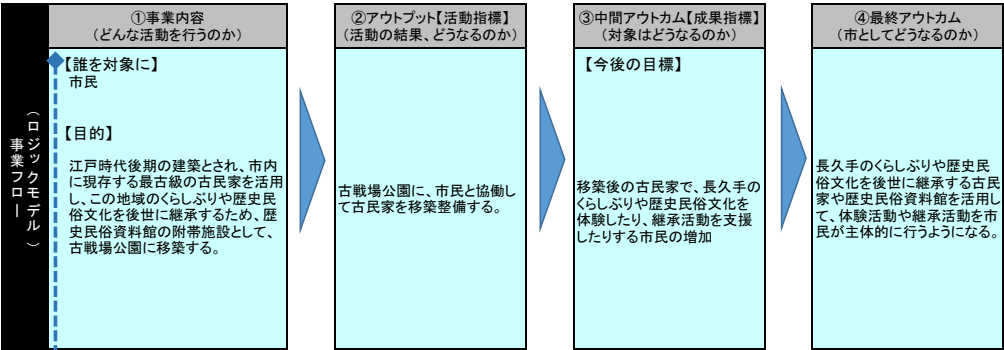 事業フロー
（ロジックモデル）
①事業内容
（どんな活動を行うのか）
【誰を対象に】
市民
【目的】
江戸時代後期の建築とされ、市内
に現存する最古級の古民家を活用
し、この地域のくらしぶりや歴史民
俗文化を後世に継承するため、歴
史民俗資料館の附帯施設として、
古戦場公園に移築する。
②アウトプット【活動指標】
（活動の結果、どうなるのか）
古戦場公園に、市民と協働し
て古民家を移築整備する。
③中間アウトカム【成果指標】
（対象はどうなるのか）
【今後の目標】
移築後の古民家で、長久手の
くらしぶりや歴史民俗文化を
体験したり、継承活動を支援
したりする市民の増加
④最終アウトカム
（市としてどうなるのか）
長久手のくらしぶりや歴史民
俗文化を後世に継承する古民
家や歴史民俗資料館を活用し
て、体験活動や継承活動を市
民が主体的に行うようになる。